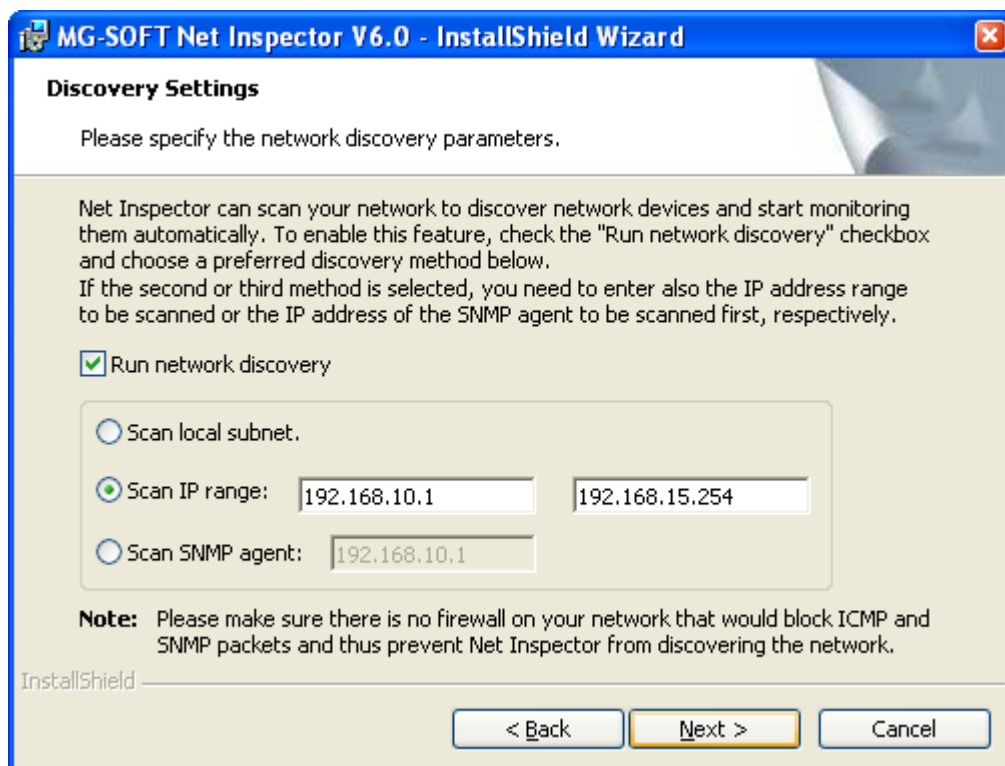 MG-SOFT Net Inspector V6.0 - InstallShield Wizard
Discovery Settings
Please specify the network discovery parameters.
Net Inspector can scan your network to discover network devices and start monitoring
them automatically. To enable this feature, check the "Run network discovery" checkbox
and choose a preferred discovery method below.
If the second or third method is selected, you need to enter also the IP address range
to be scanned or the IP address of the SNMP agent to be scanned first, respectively.
Run network discovery
Scan local subnet.
Scan IP range: 192.168.10.1 192.168.15.254
Scan SNMP agent: 192.168.10.1
Note: Please make sure there is no firewall on your network that would block ICMP and
SNMP packets and thus prevent Net Inspector from discovering the network.
InstallShield
< Back Next > Cancel